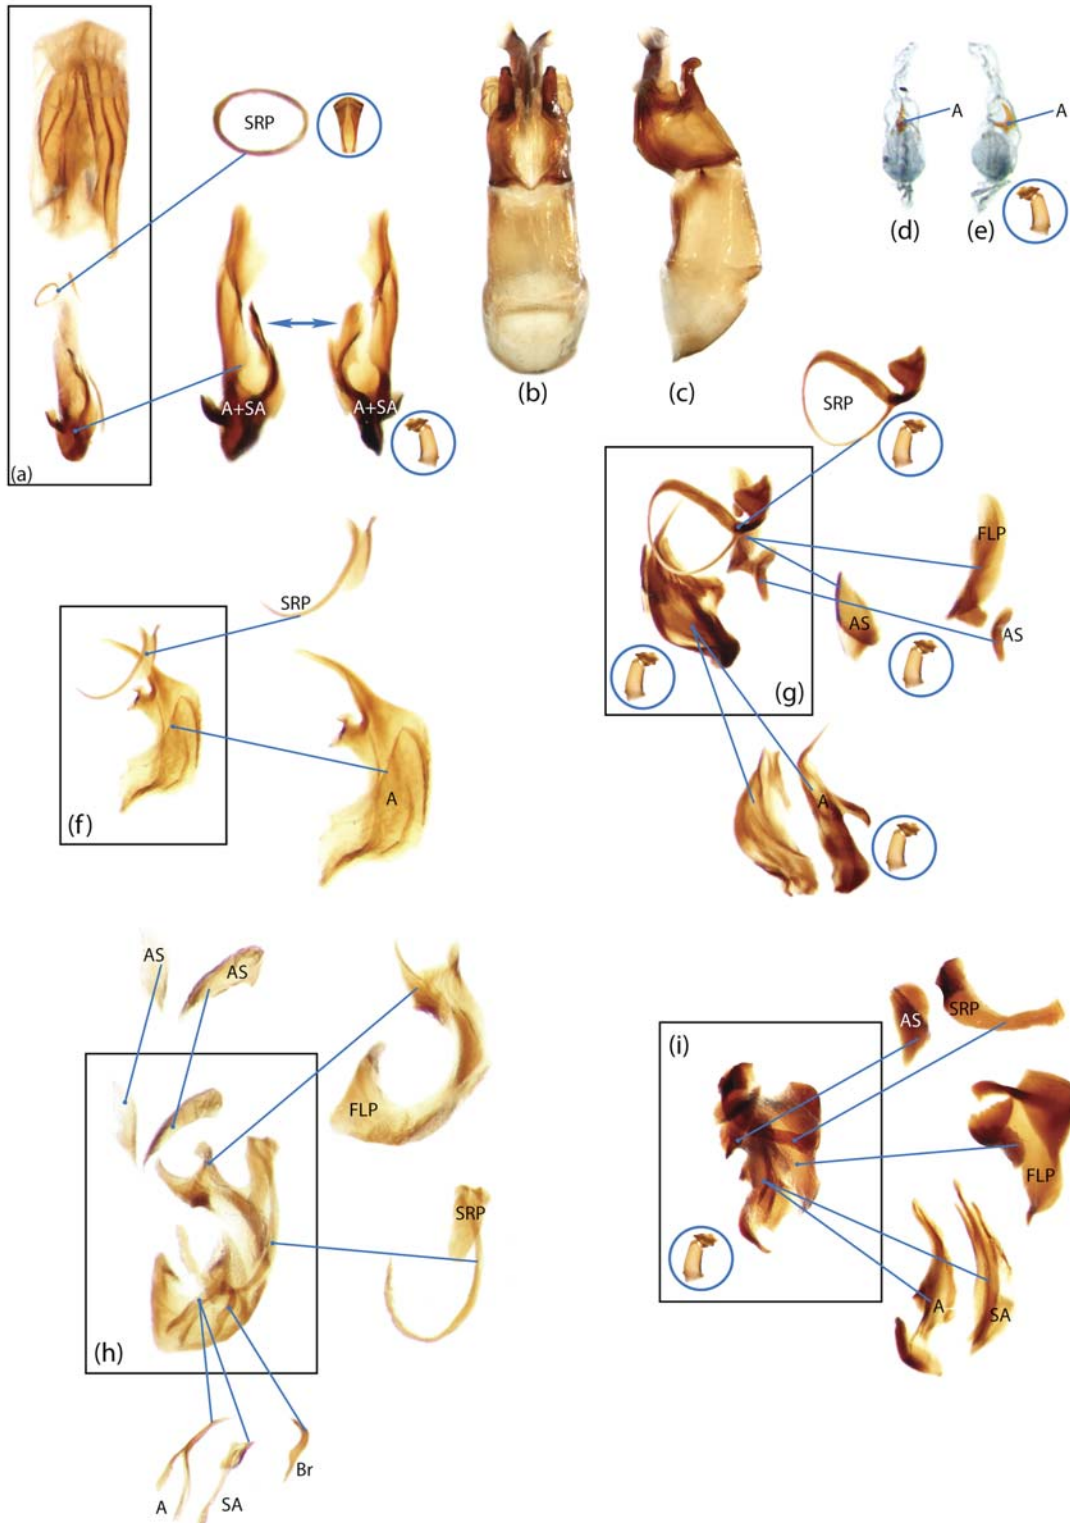 SRP
A+SA
A+SA
(a)
(b)
(c)
A
A
(d)
(e)
SRP
FLP
AS
AS
(g)
A
SRP
A
(f)
AS
AS
FLP
SRP
(h)
A
SA
Br
(i)
AS
SRP
FLP
A
SA